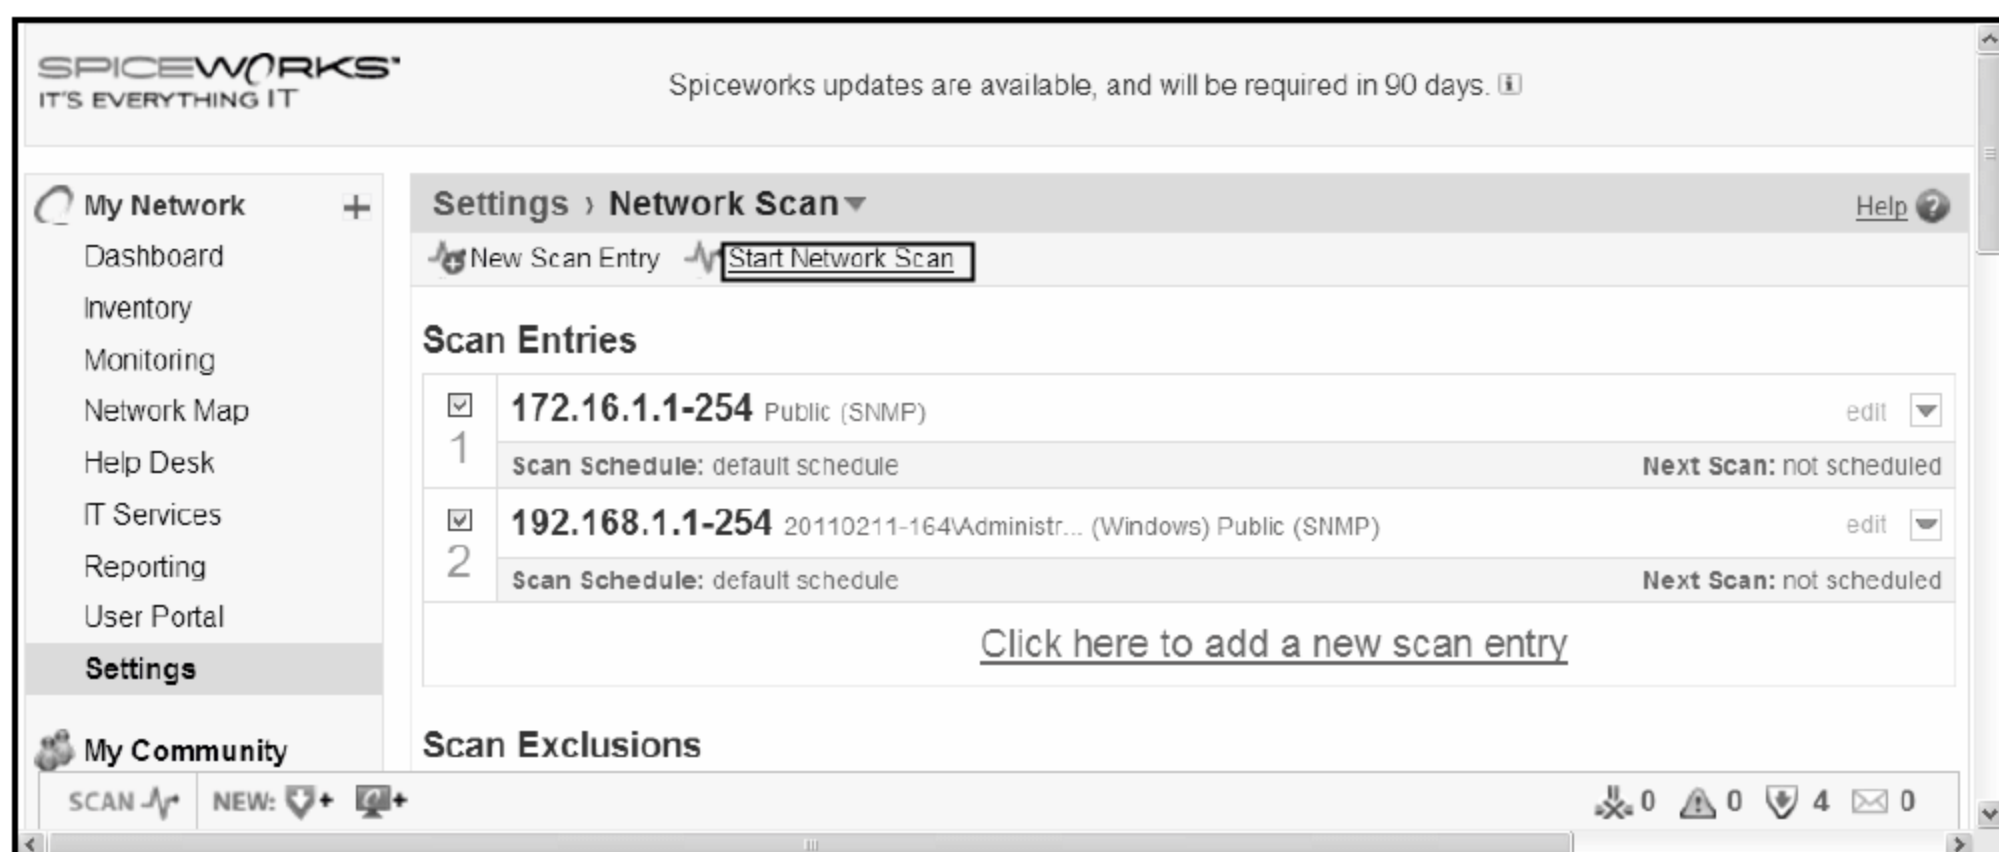 SPICEWORKS™
IT'S EVERYTHING IT
Spiceworks updates are available, and will be required in 90 days.
My Network
Dashboard
Inventory
Monitoring
Network Map
Help Desk
IT Services
Reporting
User Portal
Settings
My Community
Settings › Network Scan
Help ?
New Scan Entry Start Network Scan
Scan Entries
172.16.1.1-254 Public (SNMP) edit
1
Scan Schedule: default schedule Next Scan: not scheduled
192.168.1.1-254 20110211-164\Administr... (Windows) Public (SNMP) edit
2
Scan Schedule: default schedule Next Scan: not scheduled
Click here to add a new scan entry
Scan Exclusions
SCAN NEW: 0 0 4 0